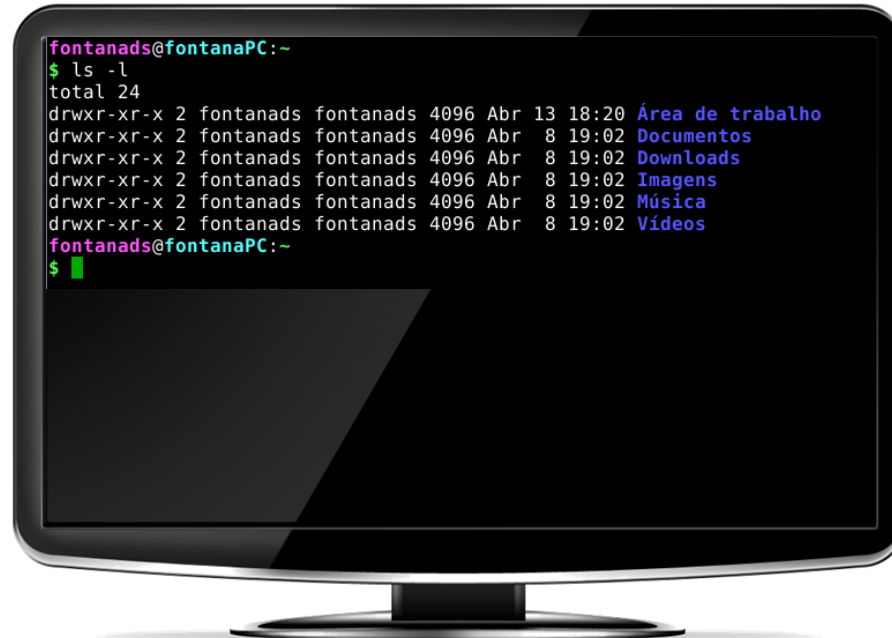 fontanads@fontanaPC:~
$ ls -l
total 24
drwxr-xr-x 2 fontanads fontanads 4096 Abr 13 18:20 Área de trabalho
drwxr-xr-x 2 fontanads fontanads 4096 Abr  8 19:02 Documentos
drwxr-xr-x 2 fontanads fontanads 4096 Abr  8 19:02 Downloads
drwxr-xr-x 2 fontanads fontanads 4096 Abr  8 19:02 Imagens
drwxr-xr-x 2 fontanads fontanads 4096 Abr  8 19:02 Música
drwxr-xr-x 2 fontanads fontanads 4096 Abr  8 19:02 Vídeos
fontanads@fontanaPC:~
$